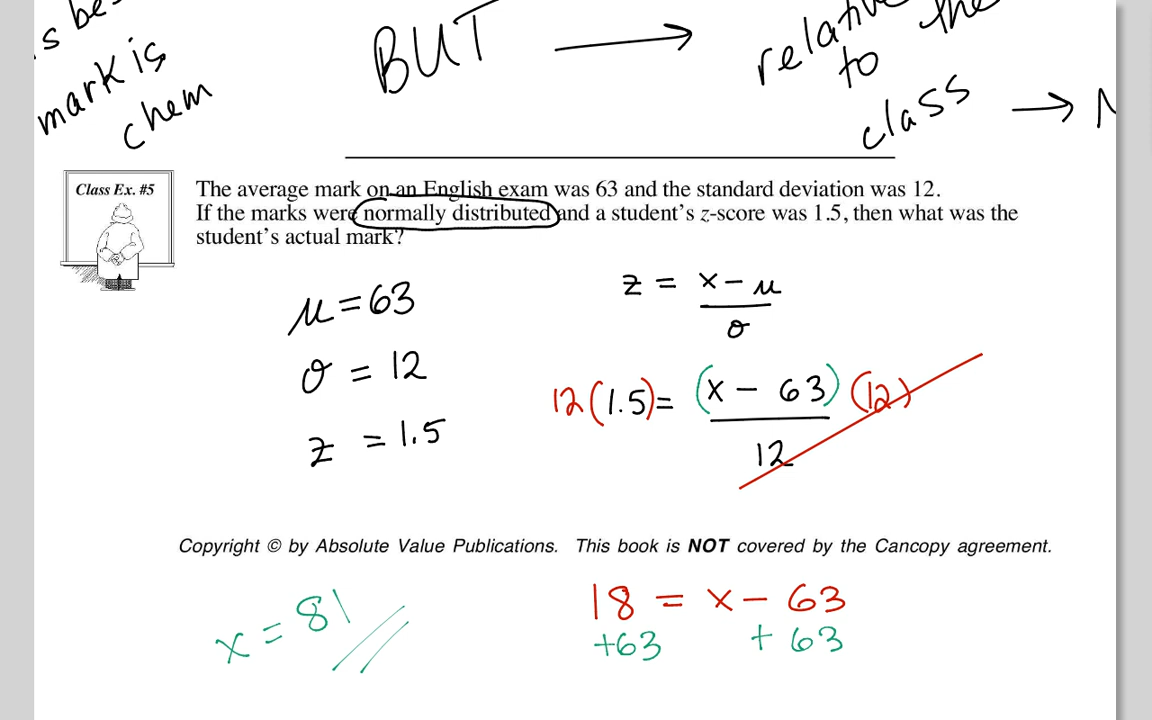 s be
mark is
chem
BUT →
relative
to the
class →
Class Ex. #5
The average mark on an English exam was 63 and the standard deviation was 12.
If the marks were normally distributed and a student's z-score was 1.5, then what was the
student's actual mark?
μ = 63
σ = 12
z = 1.5
z = x - μ
σ
12(1.5) = (x - 63)(12)
12
Copyright © by Absolute Value Publications. This book is NOT covered by the Cancopy agreement.
18 = x - 63
+63 + 63
x = 81